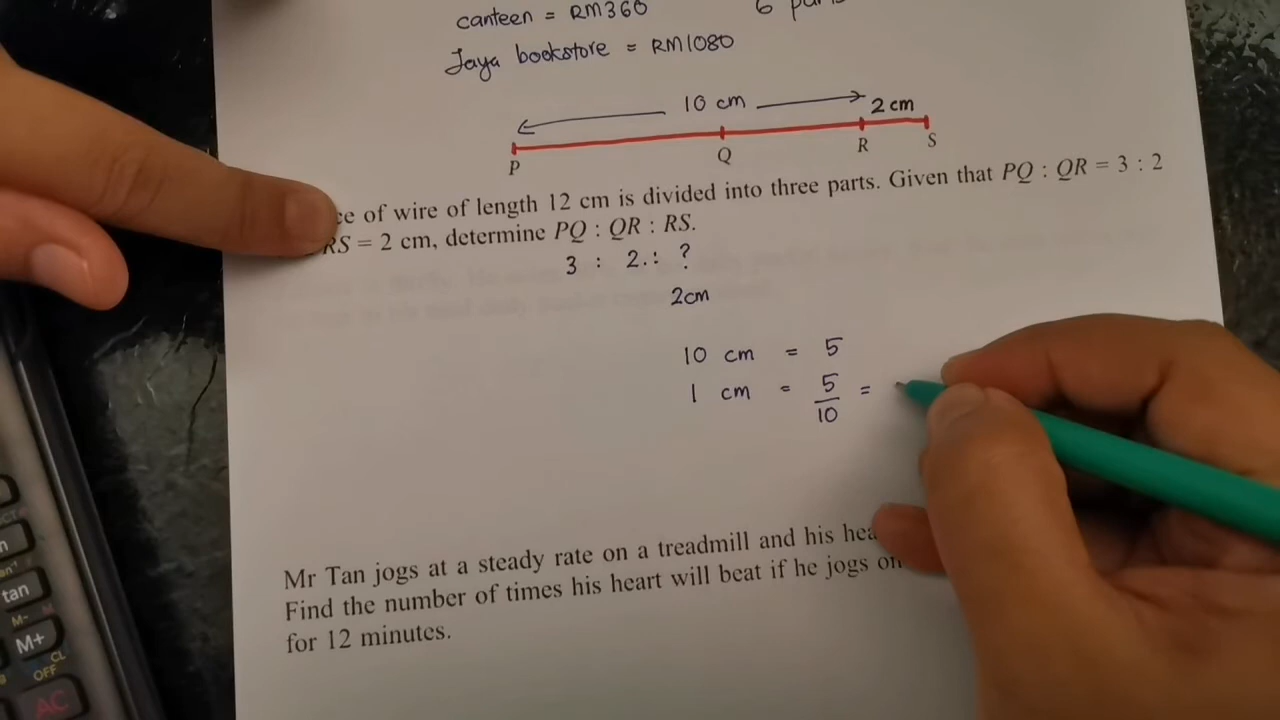 canteen = RM360 6
Jaya bookstore = RM1080
10 cm 2 cm
P Q R S
of wire of length 12 cm is divided into three parts. Given that PQ : QR = 3 : 2
RS = 2 cm, determine PQ : QR : RS.
3 : 2 : ?
2cm
10 cm = 5
1 cm = 5/10 =
Mr Tan jogs at a steady rate on a treadmill and his
Find the number of times his heart will beat if he jogs on
for 12 minutes.
tan
M-
M+
CL
OFF
AC